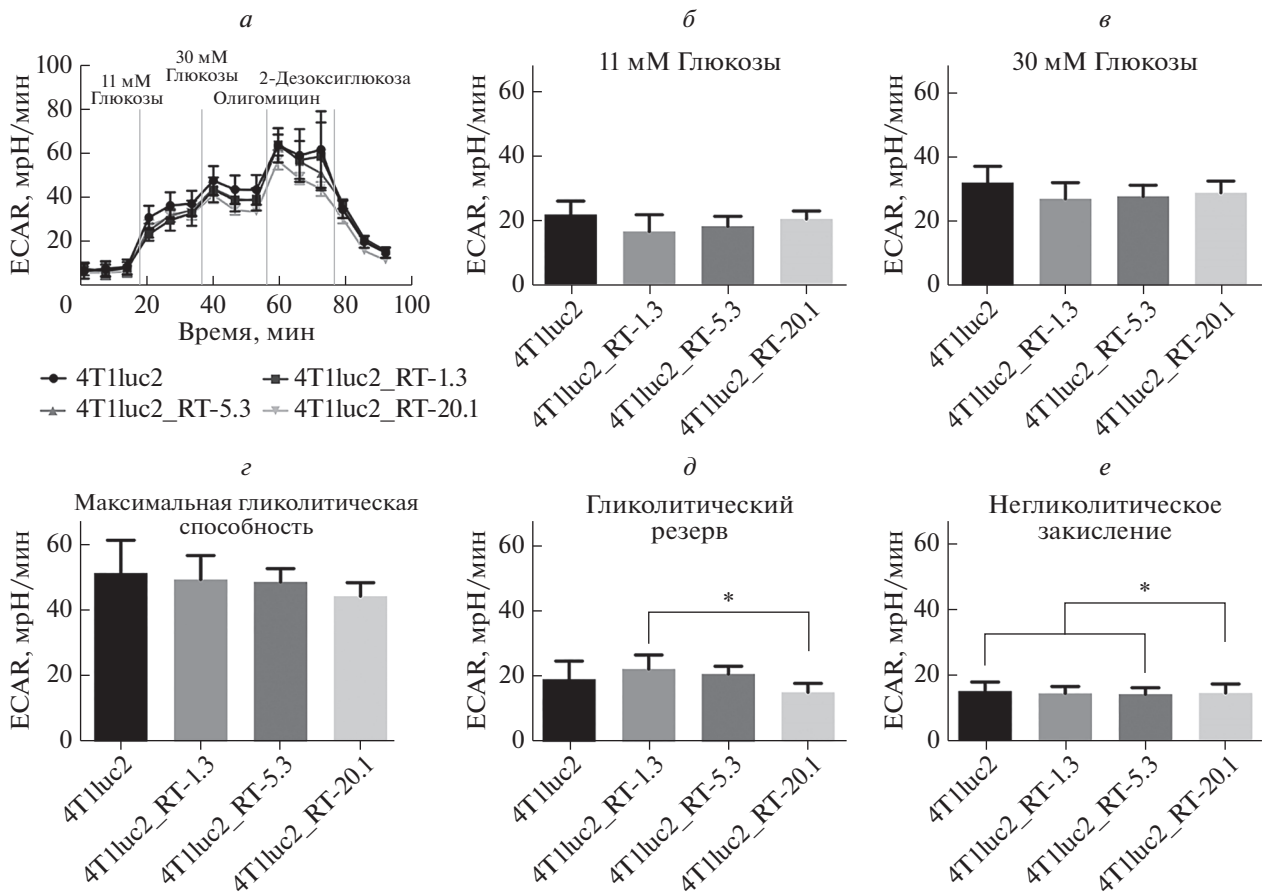 а
ECAR, mpH/мин
100
80
60
40
20
0
20
40
60
80
100
11 мМ
Глюкозы
30 мМ
Глюкозы
Олигомицин
2-Дезоксиглюкоза
Время, мин
4T1luc2
4T1luc2_RT-1.3
4T1luc2_RT-5.3
4T1luc2_RT-20.1
б
11 мМ Глюкозы
ECAR, мрН/мин
60
40
20
0
4T1luc2
4T1luc2_RT-1.3
4T1luc2_RT-5.3
4T1luc2_RT-20.1
в
30 мМ Глюкозы
ECAR, мрН/мин
60
40
20
0
4T1luc2
4T1luc2_RT-1.3
4T1luc2_RT-5.3
4T1luc2_RT-20.1
г
Максимальная гликолитическая
способность
ECAR, мрН/мин
60
40
20
0
4T1luc2
4T1luc2_RT-1.3
4T1luc2_RT-5.3
4T1luc2_RT-20.1
д
Гликолитический
резерв
ECAR, мрН/мин
60
40
20
0
*
4T1luc2
4T1luc2_RT-1.3
4T1luc2_RT-5.3
4T1luc2_RT-20.1
е
Негликолитическое
закисление
ECAR, мрН/мин
60
40
20
0
*
4T1luc2
4T1luc2_RT-1.3
4T1luc2_RT-5.3
4T1luc2_RT-20.1